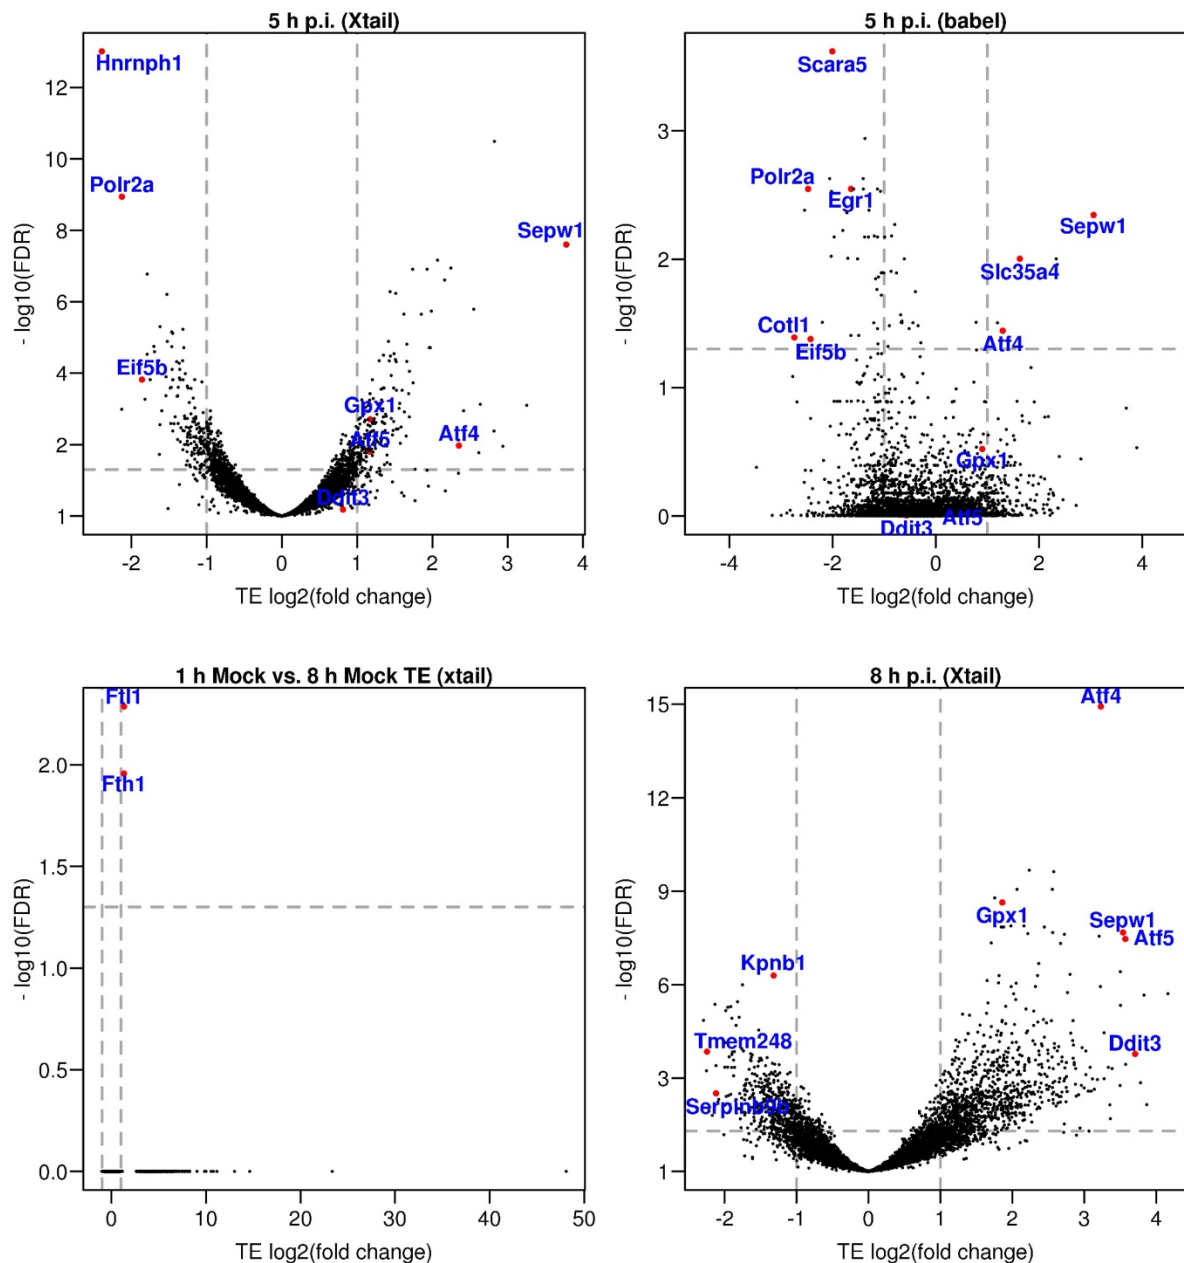 5 h p.i. (Xtail)
- log10(FDR)
12
10
8
6
4
2
1
Hnrnph1
Polr2a
Sepw1
Eif5b
Gpx1
Atf5
Atf4
Ddit3
-2
-1
0
1
2
3
4
TE log2(fold change)
5 h p.i. (babel)
- log10(FDR)
3
2
1
0
Scara5
Polr2a
Egr1
Sepw1
Slc35a4
Cotl1
Eif5b
Atf4
Gpx1
Atf5
Ddit3
-4
-2
0
2
4
TE log2(fold change)
1 h Mock vs. 8 h Mock TE (xtail)
- log10(FDR)
2.0
1.5
1.0
0.5
0.0
Ftl1
Fth1
0
10
20
30
40
50
TE log2(fold change)
8 h p.i. (Xtail)
- log10(FDR)
15
12
9
6
3
1
Atf4
Gpx1
Sepw1
Atf5
Kpnb1
Tmem248
Ddit3
Serpinb9b
-2
-1
0
1
2
3
4
TE log2(fold change)